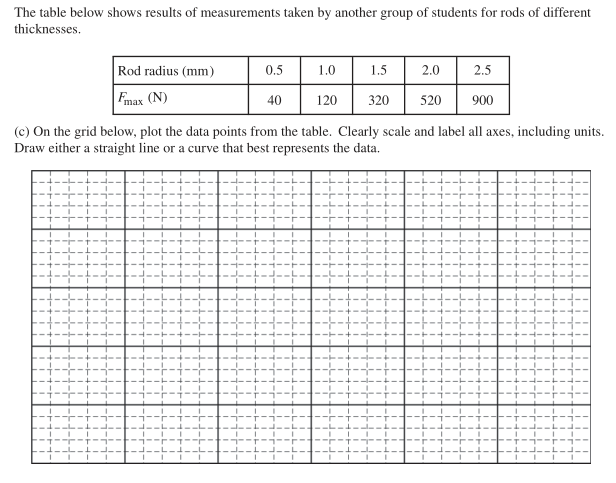 The table below shows results of measurements taken by another group of students for rods of different
thicknesses.
Rod radius (mm) 0.5 1.0 1.5 2.0 2.5
Fmax (N) 40 120 320 520 900
(c) On the grid below, plot the data points from the table. Clearly scale and label all axes, including units.
Draw either a straight line or a curve that best represents the data.